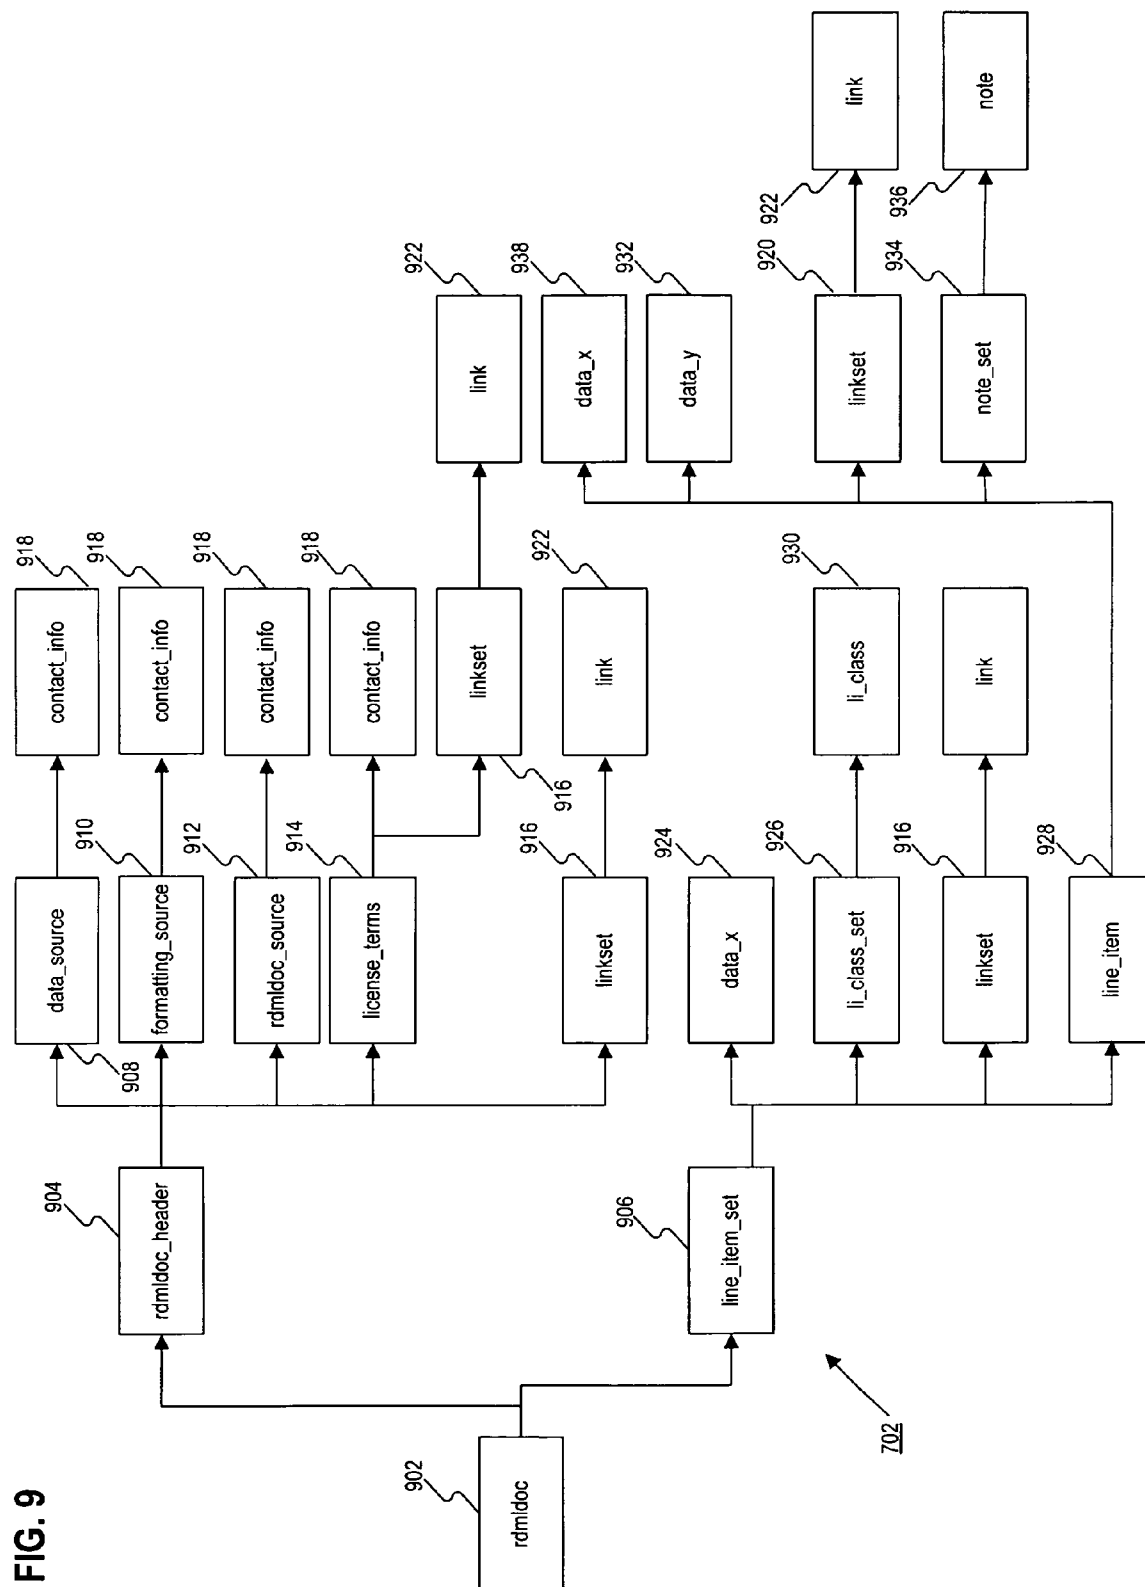 FIG. 9
902
rdmldoc
904
rdmldoc_header
906
line_item_set
702
908
data_source
910
formatting_source
912
rdmldoc_source
914
license_terms
916
linkset
924
data_x
926
li_class_set
916
linkset
928
line_item
918
contact_info
918
contact_info
918
contact_info
918
contact_info
916
linkset
922
link
930
li_class
link
922
link
938
data_x
932
data_y
920
linkset
934
note_set
922
link
936
note